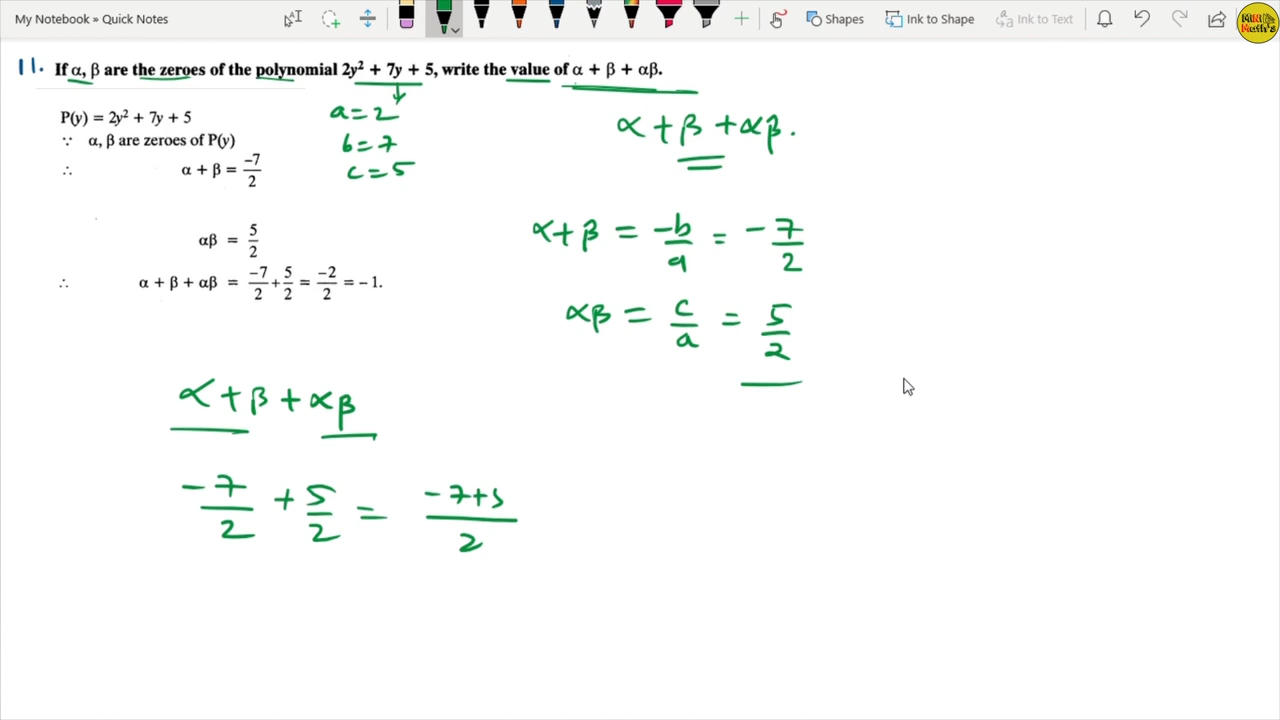 My Notebook » Quick Notes
Shapes
Ink to Shape
Ink to Text
MiKi Math's
11. If α, β are the zeroes of the polynomial 2y² + 7y + 5, write the value of α + β + αβ.
P(y) = 2y² + 7y + 5
∵ α, β are zeroes of P(y)
∴ α + β = -7/2
αβ = 5/2
∴ α + β + αβ = -7/2 + 5/2 = -2/2 = - 1.
a = 2
b = 7
c = 5
α + β + αβ.
α + β = -b/a = - 7/2
αβ = c/a = 5/2
α + β + αβ
- 7/2 + 5/2 = - 7+5/2